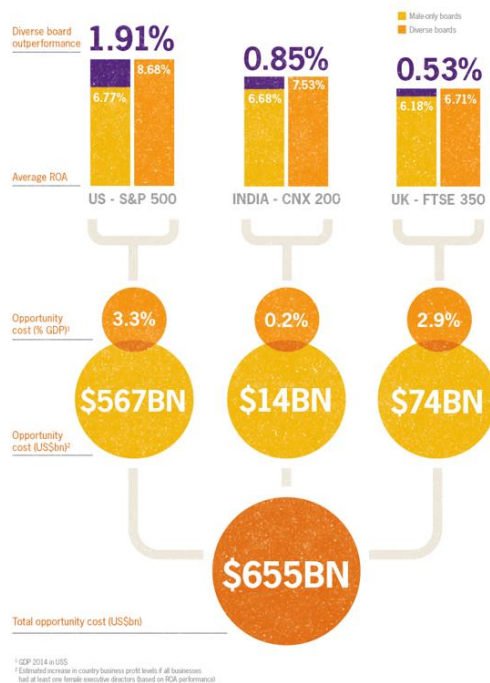 Diverse board
outperformance
1.91%
0.85%
0.53%
Male-only boards
Diverse boards
6.77%
8.68%
6.68%
7.53%
6.18%
6.71%
Average ROA
US - S&P 500
INDIA - CNX 200
UK - FTSE 350
Opportunity
cost (% GDP)¹
3.3%
0.2%
2.9%
$567BN
$14BN
$74BN
Opportunity
cost (US$bn)²
$655BN
Total opportunity cost (US$bn)
¹ GDP 2014 in US$
² Estimated increase in country business profit levels if all businesses
had at least one female executive directors (based on ROA performance)